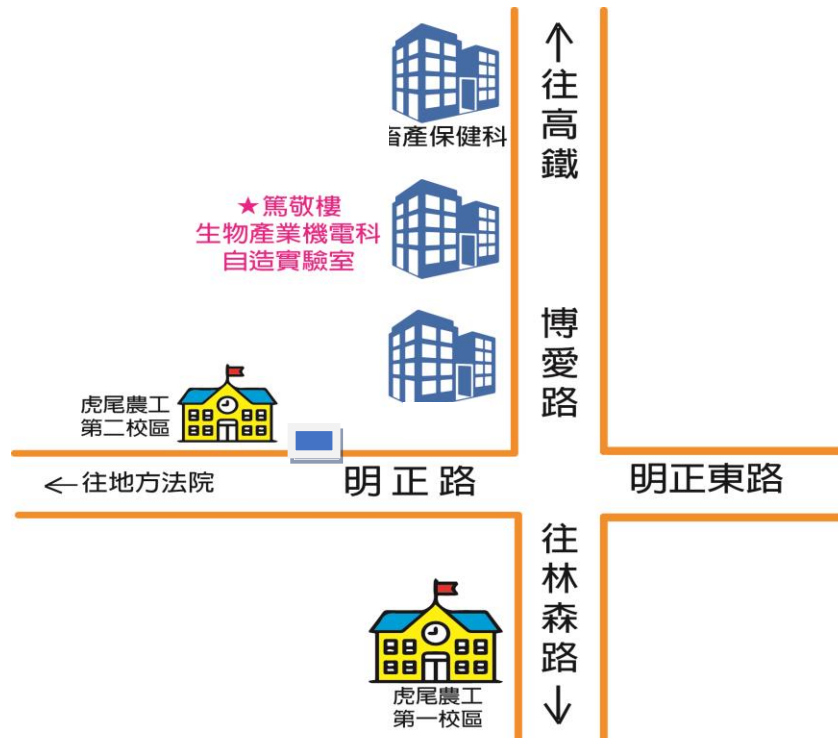 畜產保健科
★篤敬樓
生物產業機電科
自造實驗室
↑往高鐵
博愛路
虎尾農工
第二校區
←往地方法院
明正路
明正東路
往林森路↓
虎尾農工
第一校區